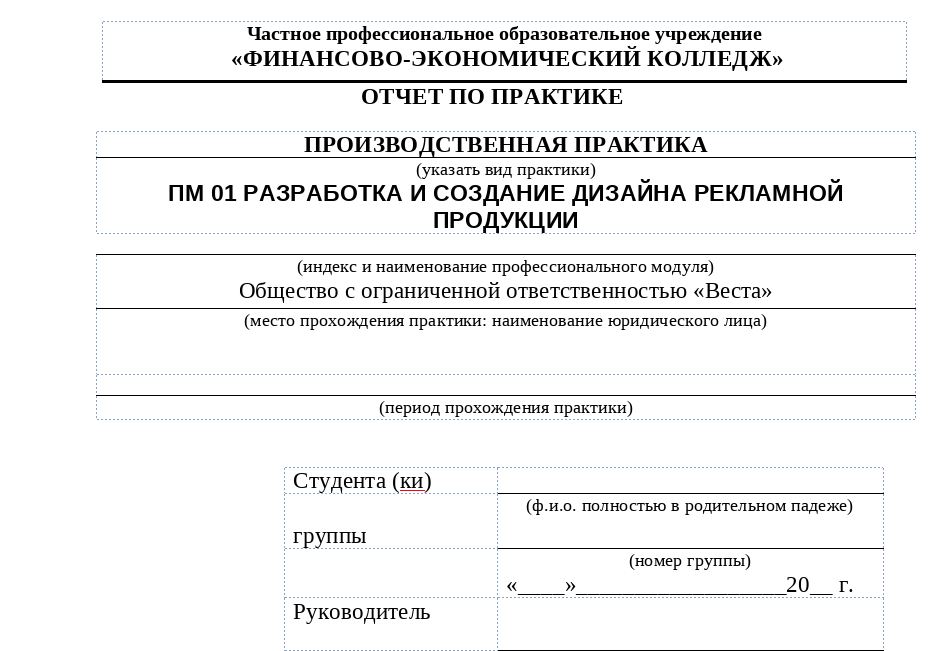 Частное профессиональное образовательное учреждение
«ФИНАНСОВО-ЭКОНОМИЧЕСКИЙ КОЛЛЕДЖ»
ОТЧЕТ ПО ПРАКТИКЕ
ПРОИЗВОДСТВЕННАЯ ПРАКТИКА
(указать вид практики)
ПМ 01 РАЗРАБОТКА И СОЗДАНИЕ ДИЗАЙНА РЕКЛАМНОЙ
ПРОДУКЦИИ
(индекс и наименование профессионального модуля)
Общество с ограниченной ответственностью «Веста»
(место прохождения практики: наименование юридического лица)
(период прохождения практики)
Студента (ки)
(ф.и.о. полностью в родительном падеже)
группы
(номер группы)
«____»__________________20__ г.
Руководитель